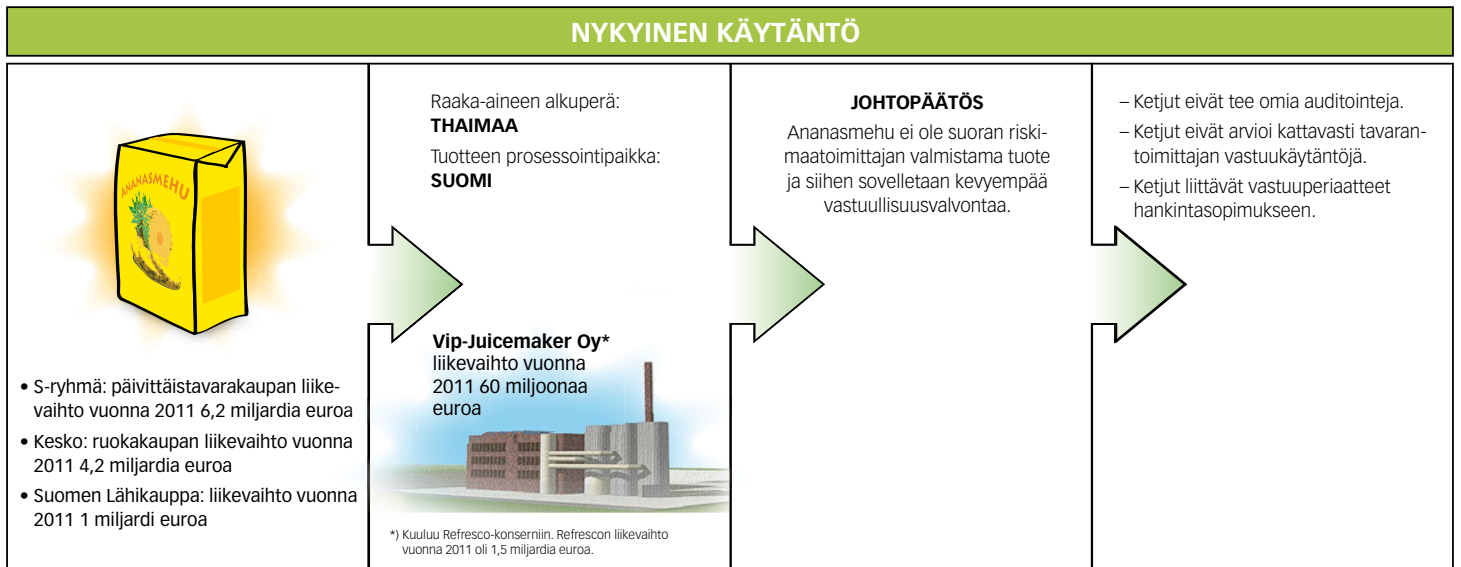 NYKYINEN KÄYTÄNTÖ
ANANASMEHU
• S-ryhmä: päivittäistavarakaupan liike-
vaihto vuonna 2011 6,2 miljardia euroa
• Kesko: ruokakaupan liikevaihto vuonna
2011 4,2 miljardia euroa
• Suomen Lähikauppa: liikevaihto vuonna
2011 1 miljardi euroa
Raaka-aineen alkuperä:
THAIMAA
Tuotteen prosessointipaikka:
SUOMI
Vip-Juicemaker Oy*
liikevaihto vuonna
2011 60 miljoonaa
euroa
*) Kuuluu Refresco-konserniin. Refrescon liikevaihto
vuonna 2011 oli 1,5 miljardia euroa.
JOHTOPÄÄTÖS
Ananasmehu ei ole suoran riski-
maatoimittajan valmistama tuote
ja siihen sovelletaan kevyempää
vastuullisuusvalvontaa.
– Ketjut eivät tee omia auditointeja.
– Ketjut eivät arvioi kattavasti tavaran-
toimittajan vastuukäytäntöjä.
– Ketjut liittävät vastuuperiaatteet
hankintasopimukseen.